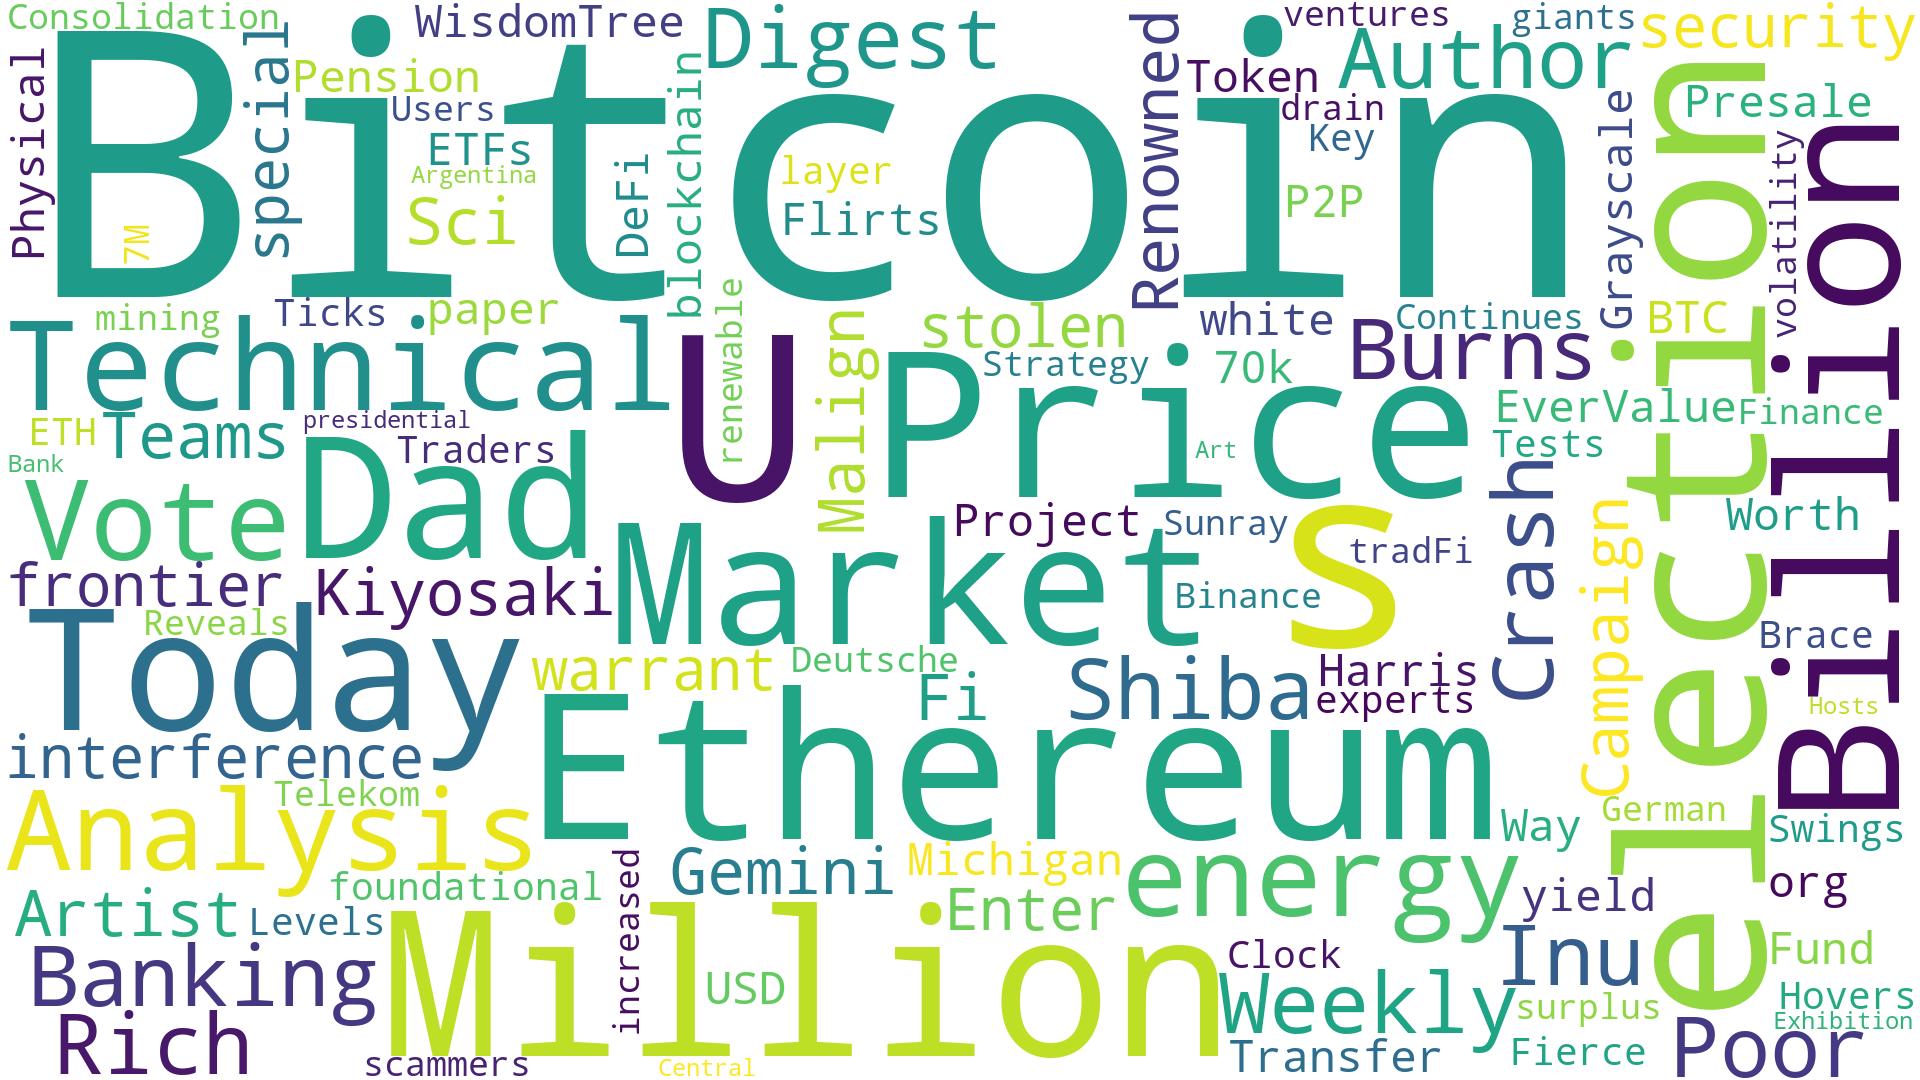 Consolidation
WisdomTree
Digest
ventures
giants
security
Physical
Bitcoin
special
Pension
Users
ETFs
Argentina
Sci
7M
DeFi
blockchain
layer
Flirts
Renowned
Token
Author
drain
Key
P2P
Grayscale
election
Presale
volatility
Billion
mining
Ticks
paper
renewable
Malign
stolen
Strategy
white
70k
Continues
Burns
BTC
Technical
U
Price
Art
EverValue
Finance
Tests
ETH
Teams
presidential
Traders
Bank
Vote
Dad
Market
Project
Sunray
S
tradFi
Crash
Campaign
Worth
frontier
Kiyosaki
Binance
Today
Reveals
Brace
warrant
Deutsche
Fi
Shiba
Harris
experts
Hosts
interference
Ethereum
Telekom
Analysis
German
Way
Swings
foundational
increased
Gemini
Michigan
Enter
energy
yield
org
Artist
Levels
Million
USD
Clock
Inu
Fund
Banking
Weekly
surplus
Hovers
Exhibition
Rich
scammers
Central
Transfer
Fierce
Poor